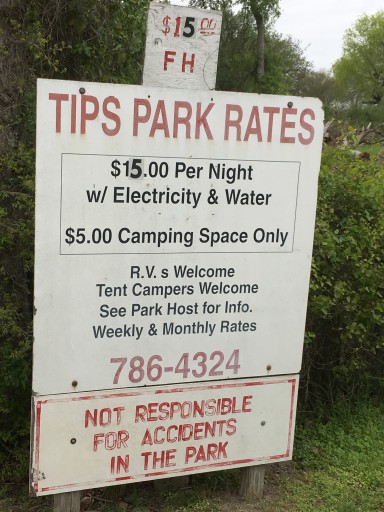 $15.00
FH
TIPS PARK RATES
$15.00 Per Night
w/ Electricity & Water
$5.00 Camping Space Only
R.V. s Welcome
Tent Campers Welcome
See Park Host for Info.
Weekly & Monthly Rates
786-4324
NOT RESPONSIBLE
FOR ACCIDENTS
IN THE PARK